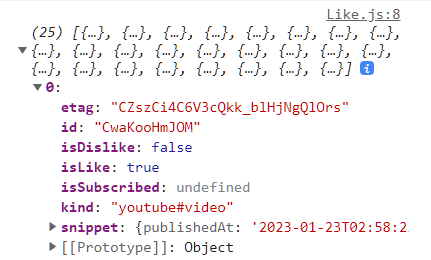 Like.js:8
(25) [{…}, {…}, {…}, {…}, {…}, {…}, {…}, {…},
{…}, {…}, {…}, {…}, {…}, {…}, {…}, {…}, {…},
{…}, {…}, {…}, {…}, {…}, {…}, {…}, {…}] i
0:
etag: "CZszCi4C6V3cQkk_blHjNgQlOrs"
id: "CwaKooHmJOM"
isDislike: false
isLike: true
isSubscribed: undefined
kind: "youtube#video"
snippet: {publishedAt: '2023-01-23T02:58:2
[[Prototype]]: Object